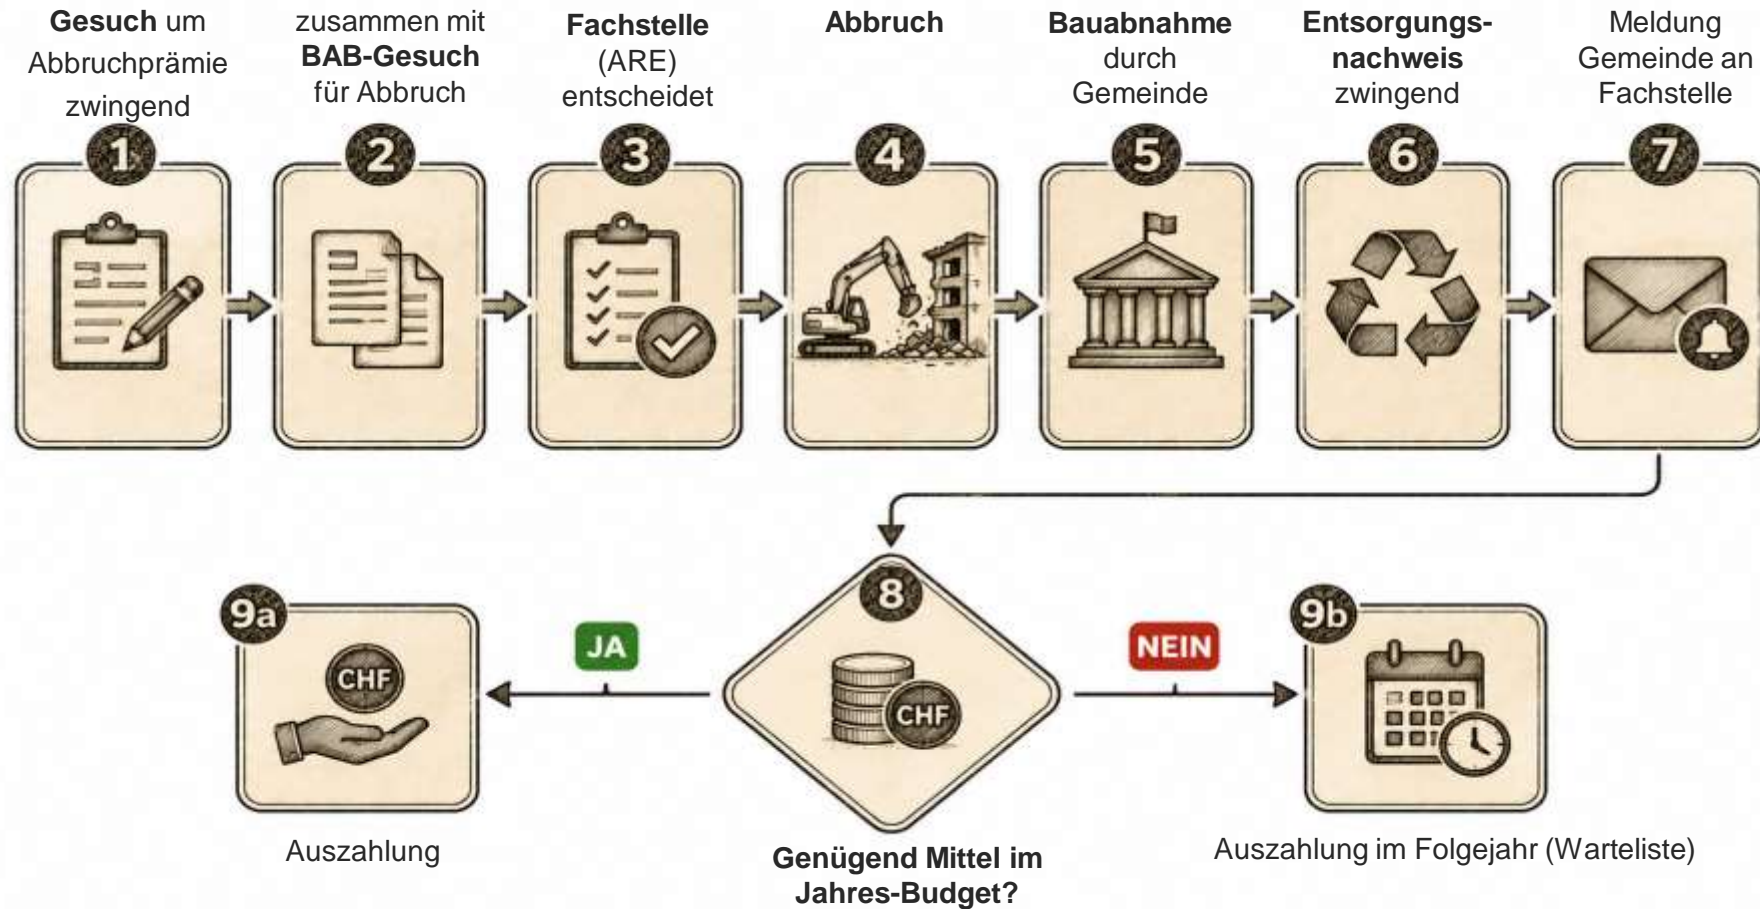 Gesuch um
Abbruchprämie
zwingend
1
zusammen mit
BAB-Gesuch
für Abbruch
2
Fachstelle
(ARE)
entscheidet
3
Abbruch
4
Bauabnahme
durch
Gemeinde
5
Entsorgungs-
nachweis
zwingend
6
Meldung
Gemeinde an
Fachstelle
7
8
CHF
Genügend Mittel im
Jahres-Budget?
JA
9a
CHF
Auszahlung
NEIN
9b
Auszahlung im Folgejahr (Warteliste)